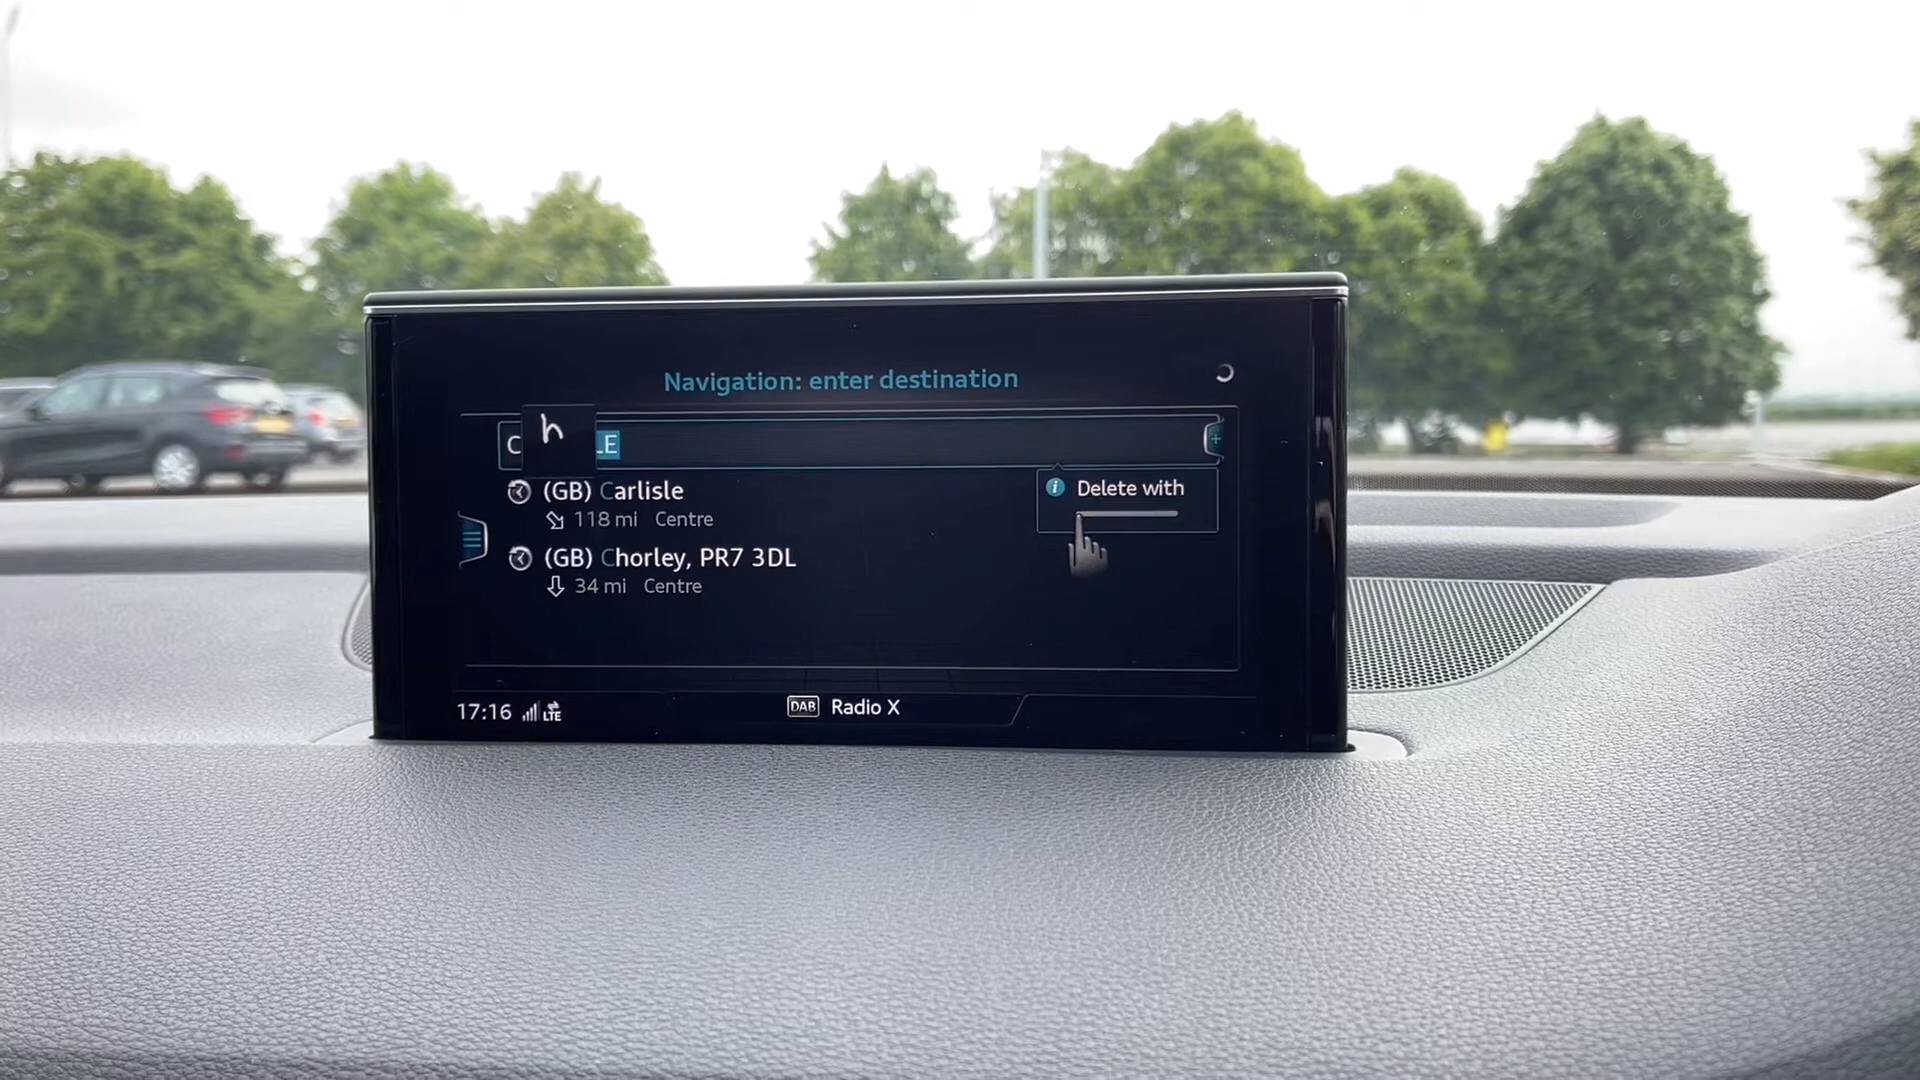 Navigation: enter destination
C h LE
(GB) Carlisle
118 mi Centre
Delete with
(GB) Chorley, PR7 3DL
34 mi Centre
17:16 LTE
DAB Radio X